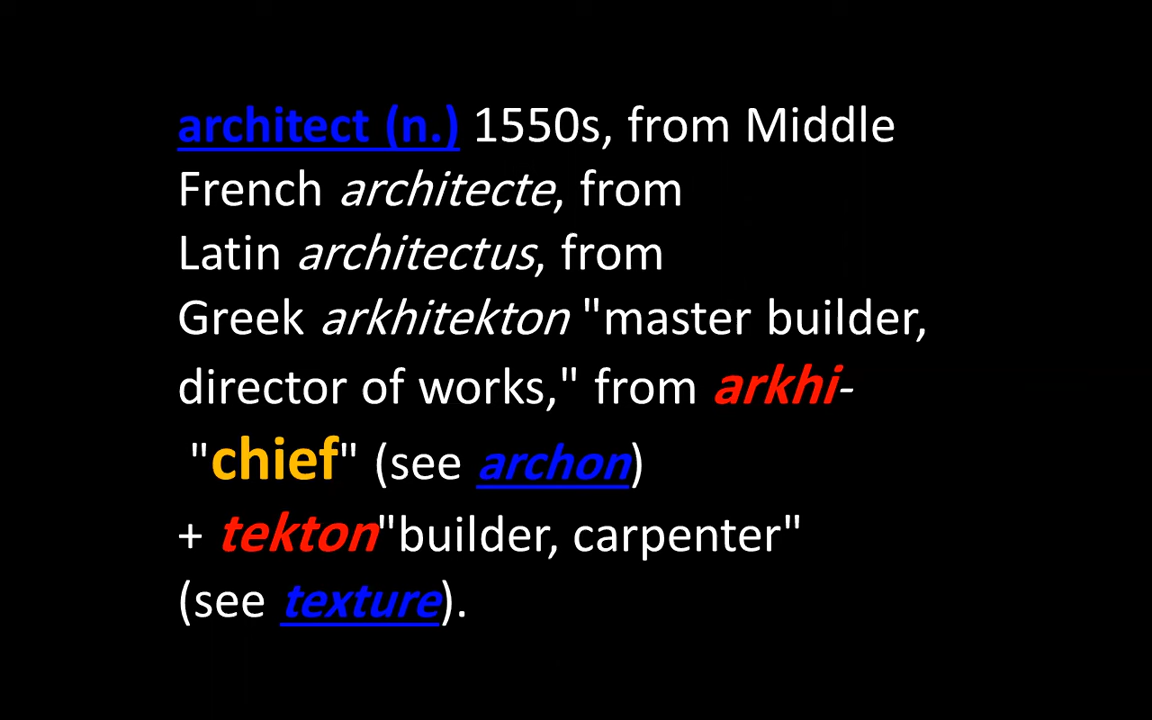 architect (n.) 1550s, from Middle
French architecte, from
Latin architectus, from
Greek arkhitekton "master builder,
director of works," from arkhi-
"chief" (see archon)
+ tekton"builder, carpenter"
(see texture).